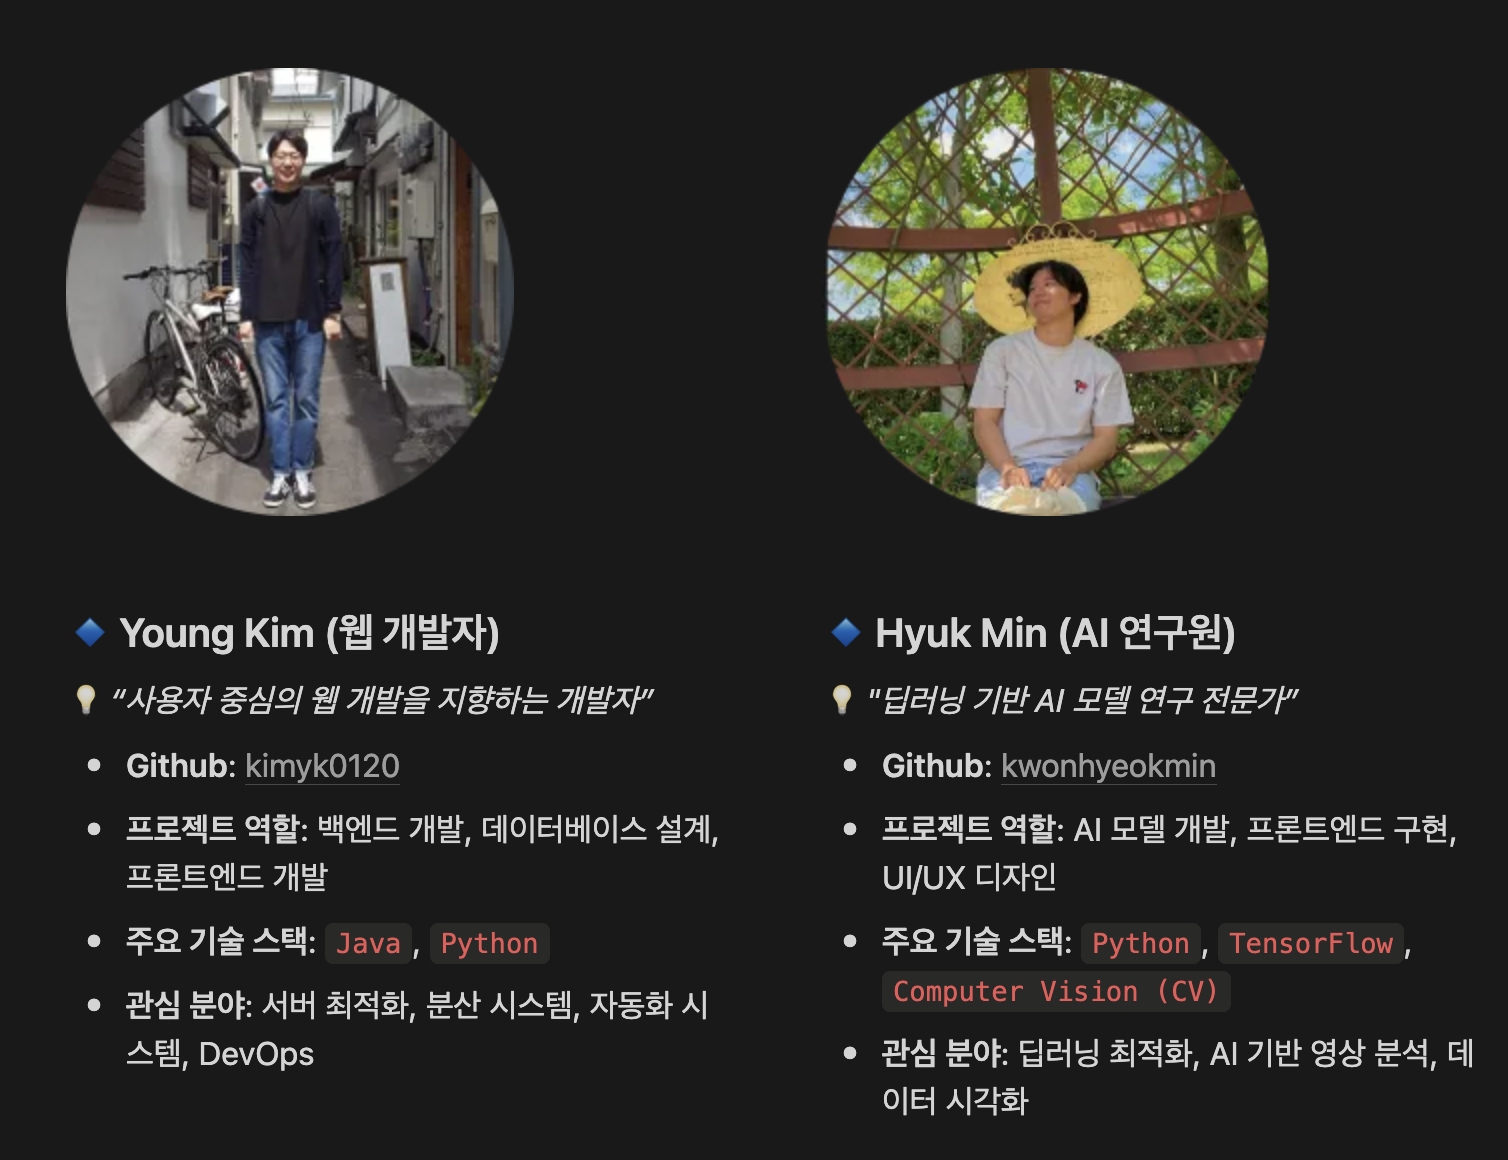 🔷 Young Kim (웹 개발자)
💡 “사용자 중심의 웹 개발을 지향하는 개발자”
• Github: kimyk0120
• 프로젝트 역할: 백엔드 개발, 데이터베이스 설계,
프론트엔드 개발
• 주요 기술 스택: Java, Python
• 관심 분야: 서버 최적화, 분산 시스템, 자동화 시
스템, DevOps
🔷 Hyuk Min (AI 연구원)
💡 "딥러닝 기반 AI 모델 연구 전문가”
• Github: kwonhyeokmin
• 프로젝트 역할: AI 모델 개발, 프론트엔드 구현,
UI/UX 디자인
• 주요 기술 스택: Python, TensorFlow,
Computer Vision (CV)
• 관심 분야: 딥러닝 최적화, AI 기반 영상 분석, 데
이터 시각화